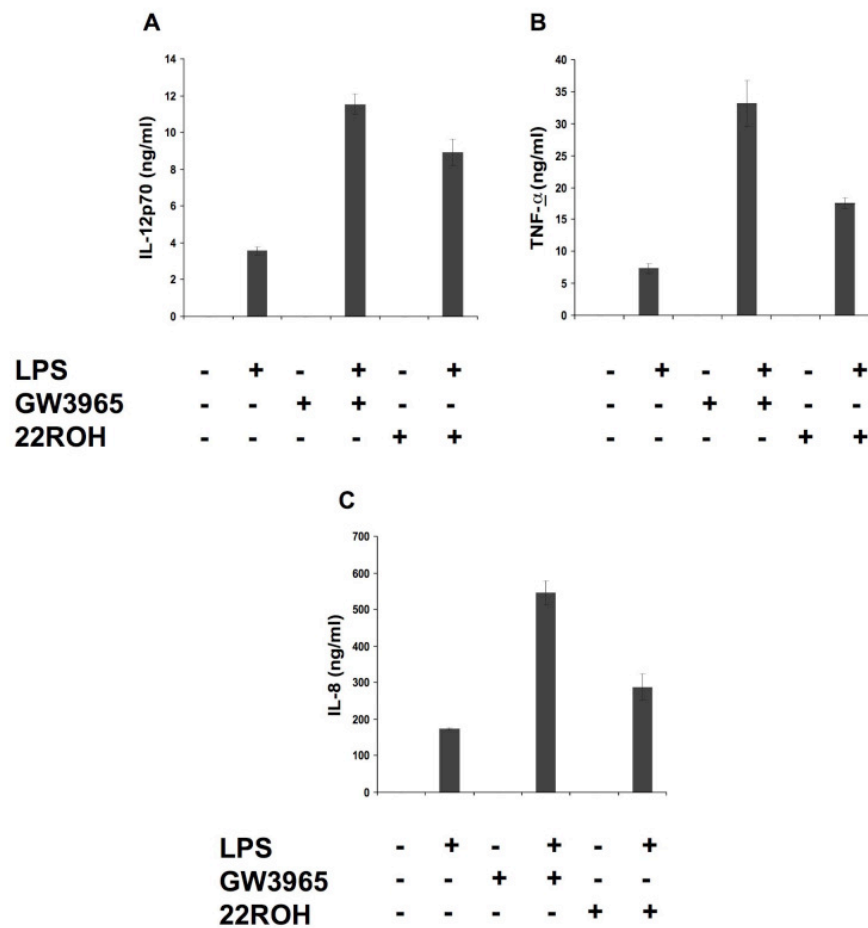 A
IL-12p70 (ng/ml)
14
12
10
8
6
4
2
0
B
TNF-α (ng/ml)
40
35
30
25
20
15
10
5
0
LPS - + - + - + - + - + - +
GW3965 - - + + - - - - + + - -
22ROH - - - - + + - - - - + +
C
IL-8 (ng/ml)
700
600
500
400
300
200
100
0
LPS - + - + - +
GW3965 - - + + - -
22ROH - - - - + +